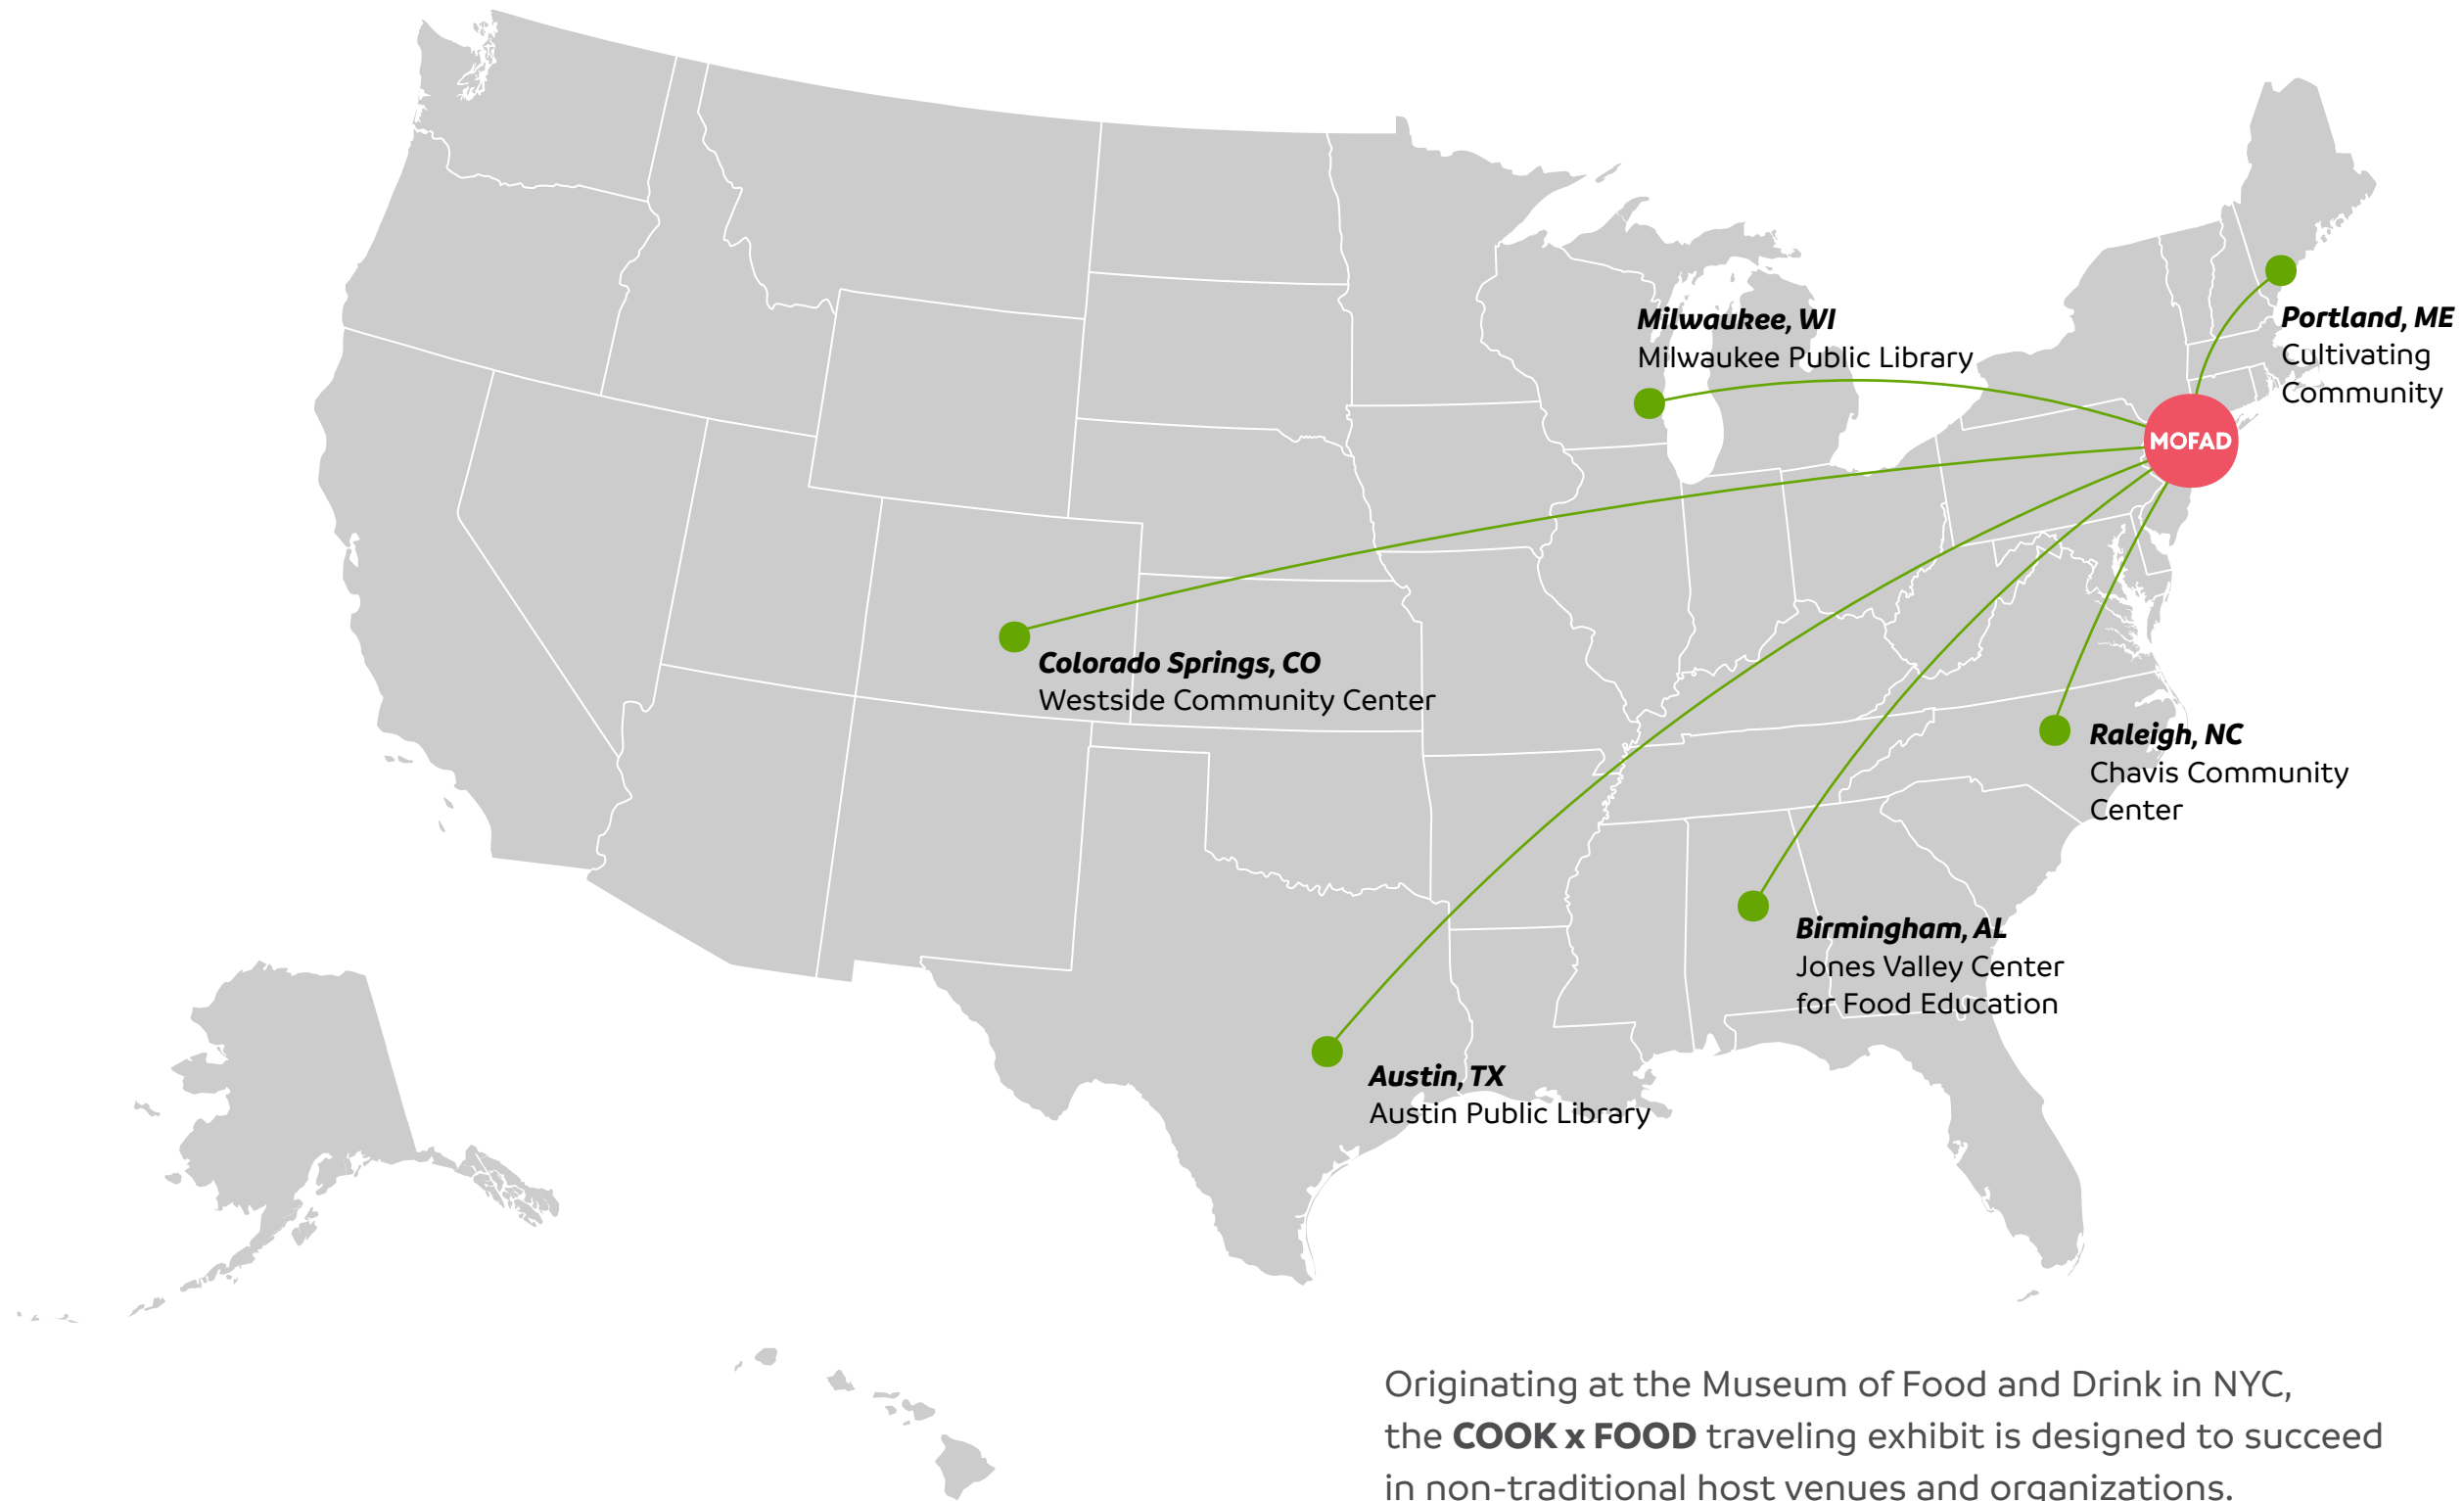 Milwaukee, WI
Milwaukee Public Library
Portland, ME
Cultivating
Community
MOFAD
Colorado Springs, CO
Westside Community Center
Raleigh, NC
Chavis Community
Center
Birmingham, AL
Jones Valley Center
for Food Education
Austin, TX
Austin Public Library
Originating at the Museum of Food and Drink in NYC,
the COOK x FOOD traveling exhibit is designed to succeed
in non-traditional host venues and organizations.